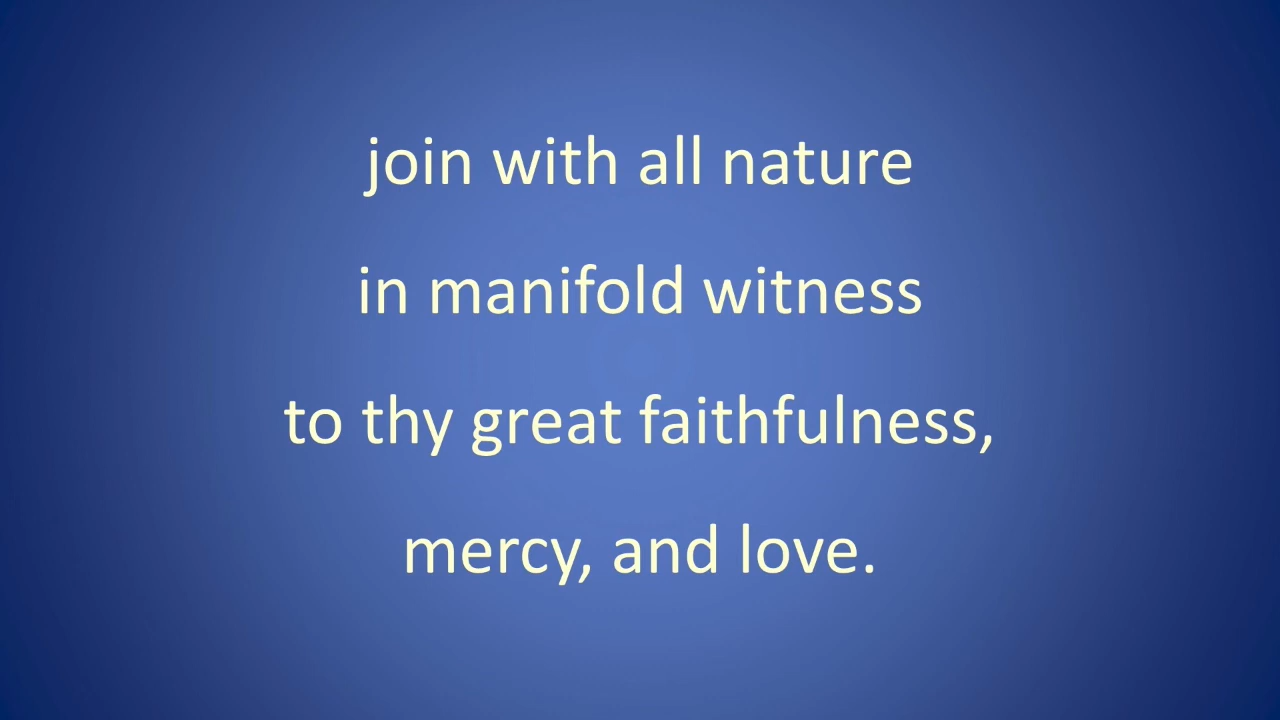 join with all nature
in manifold witness
to thy great faithfulness,
mercy, and love.